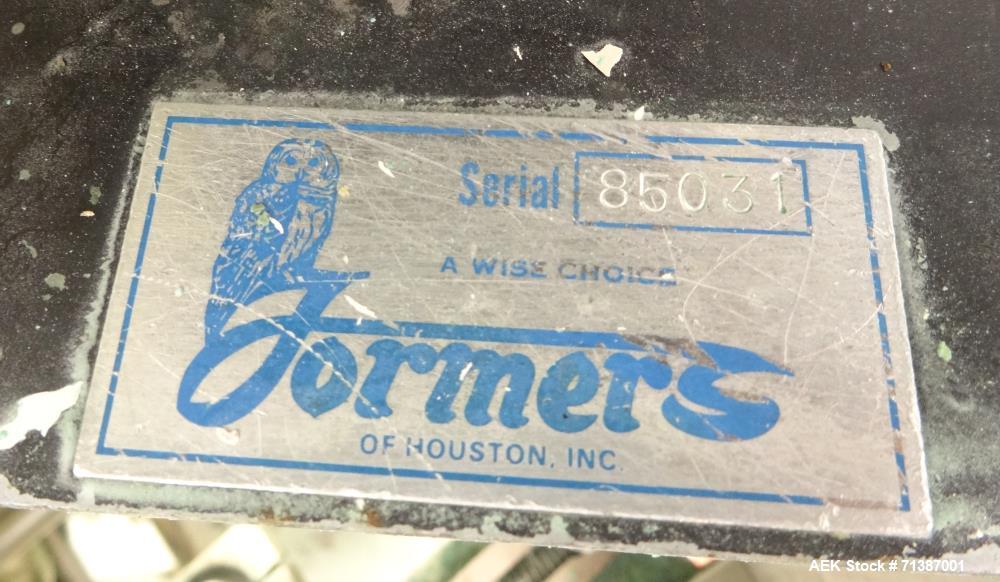 Serial 85031
A WISE CHOICE
Formers
OF HOUSTON, INC.
AEK Stock # 71387001